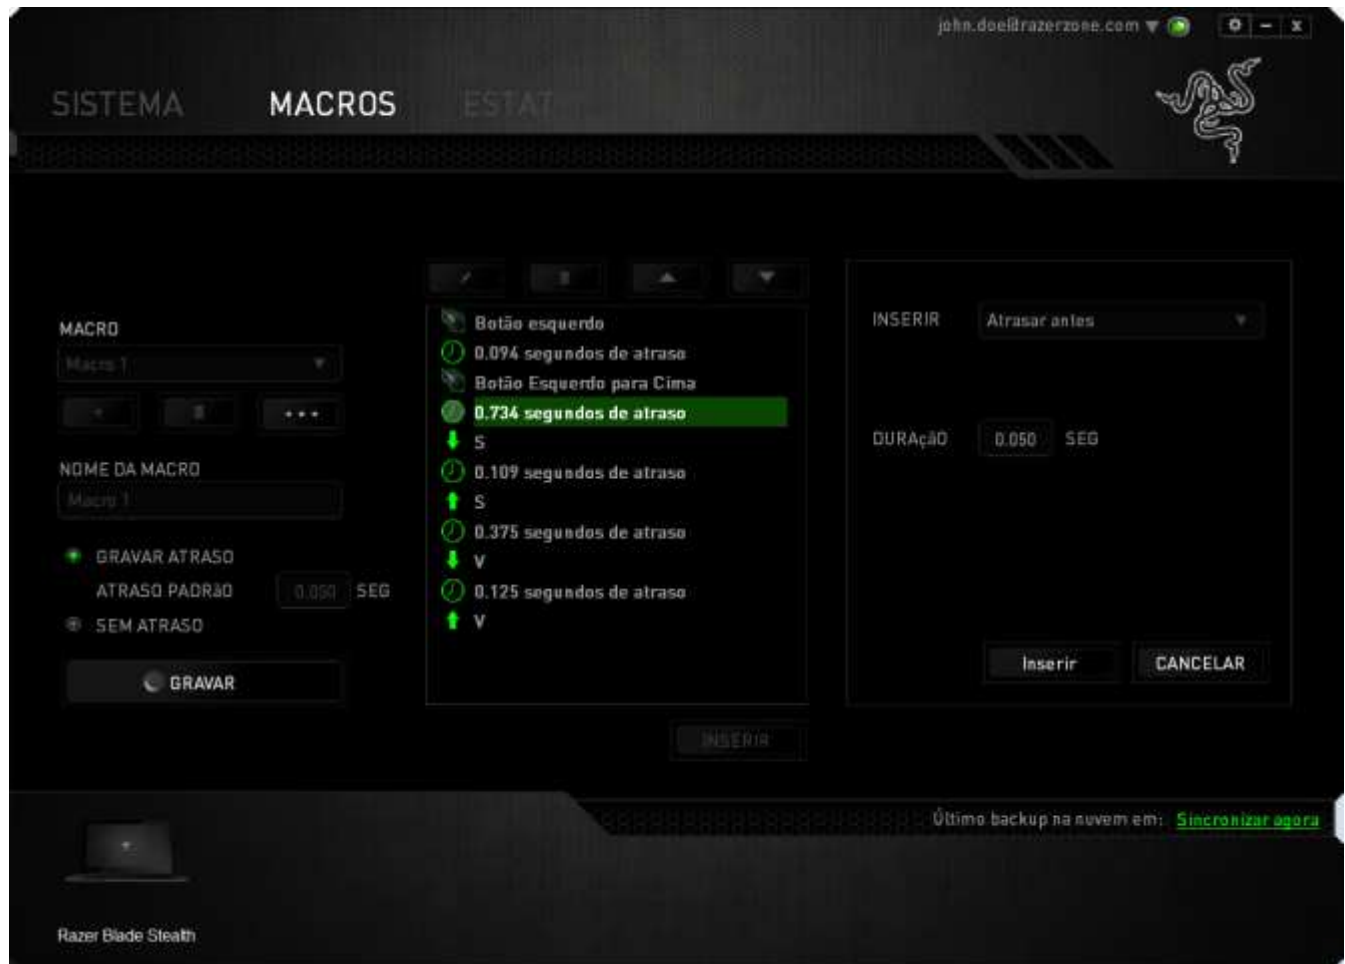 john.doe@razerzone.com
SISTEMA MACROS ESTAT
MACRO
Macro 1
NOME DA MACRO
Macro 1
GRAVAR ATRASO
ATRASO PADRãO 0.050 SEG
SEM ATRASO
GRAVAR
Botão esquerdo
0.094 segundos de atraso
Botão Esquerdo para Cima
0.734 segundos de atraso
S
0.109 segundos de atraso
S
0.375 segundos de atraso
V
0.125 segundos de atraso
V
INSERIR
INSERIR Atrasar antes
DURAçãO 0.050 SEG
Inserir CANCELAR
Último backup na nuvem em: Sincronizar agora
Razer Blade Stealth